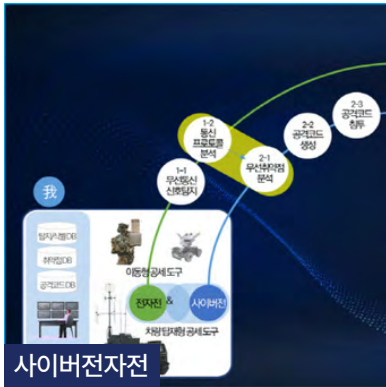 1-2
통신
프로토콜
분석
1-1
무선통신
신호탐지
2-1
무선취약점
분석
2-2
공격코드
생성
2-3
공격코드
침투
我
탐지/식별DB
취약점DB
공격코드DB
이동형 공세 도구
전자전
&
사이버전
차량 탑재형 공세 도구
사이버전자전